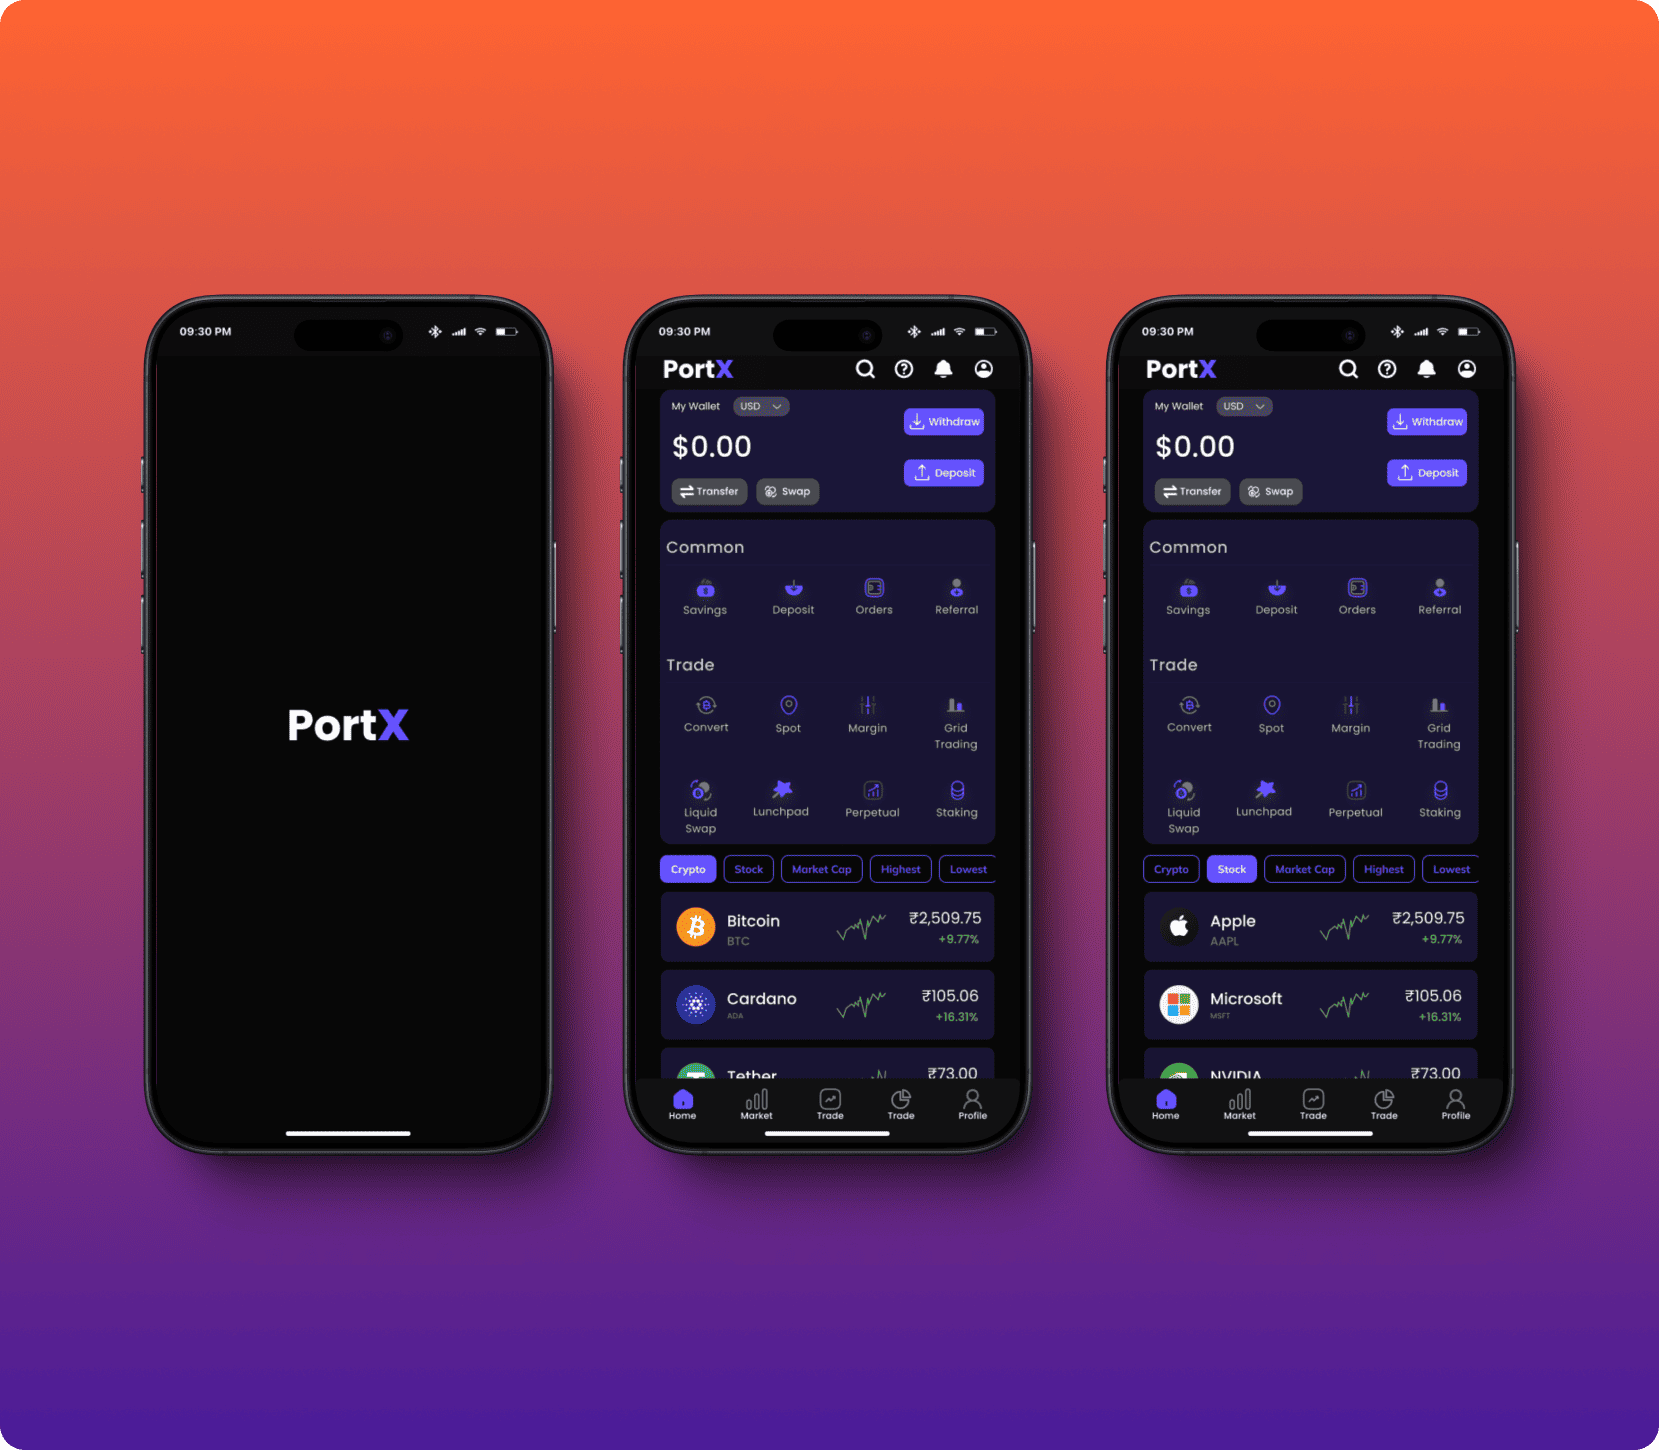 09:30 PM
PortX
09:30 PM
PortX
My Wallet USD
Withdraw
$0.00
Deposit
Transfer Swap
Common
Savings Deposit Orders Referral
Trade
Convert Spot Margin Grid
Trading
Liquid Lunchpad Perpetual Staking
Swap
Crypto Stock Market Cap Highest Lowest
Bitcoin ₹2,509.75
BTC +9.77%
Cardano ₹105.06
ADA +16.31%
Tether ₹73.00
Home Market Trade Trade Profile
09:30 PM
PortX
My Wallet USD
Withdraw
$0.00
Deposit
Transfer Swap
Common
Savings Deposit Orders Referral
Trade
Convert Spot Margin Grid
Trading
Liquid Lunchpad Perpetual Staking
Swap
Crypto Stock Market Cap Highest Lowest
Apple ₹2,509.75
AAPL +9.77%
Microsoft ₹105.06
MSFT +16.31%
NVIDIA ₹73.00
Home Market Trade Trade Profile